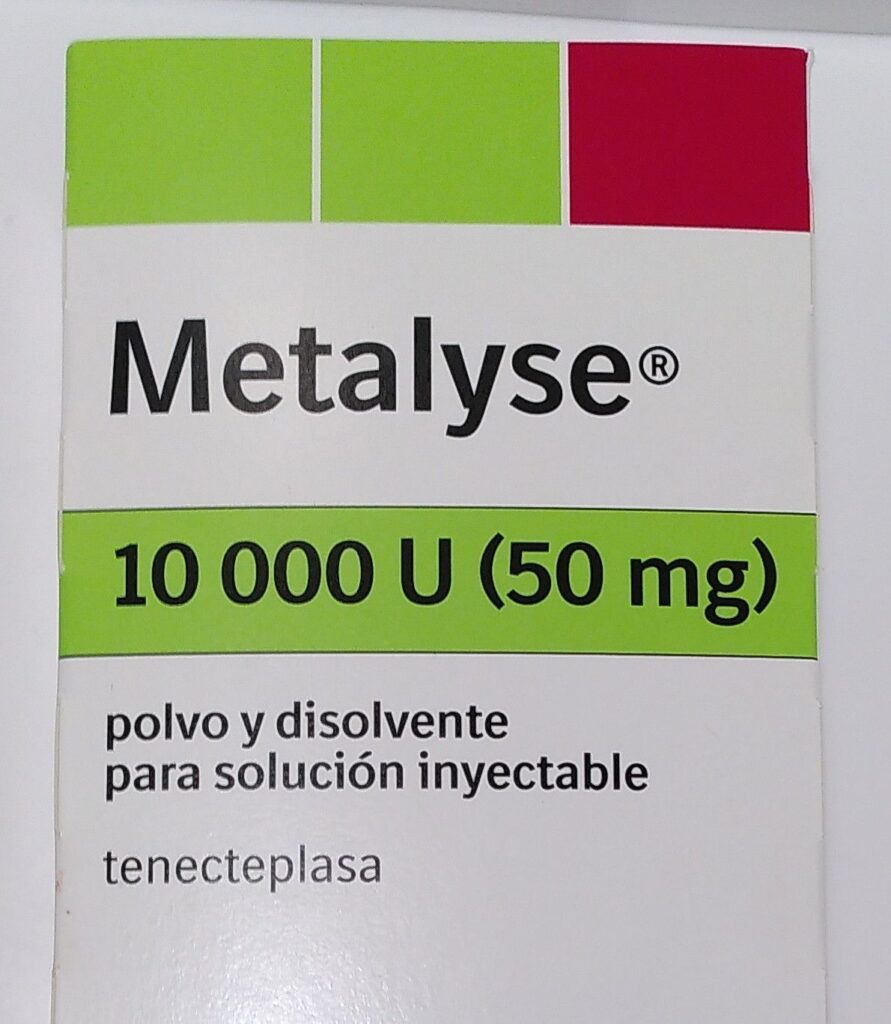 Metalyse®
10 000 U (50 mg)
polvo y disolvente
para solución inyectable
tenecteplasa